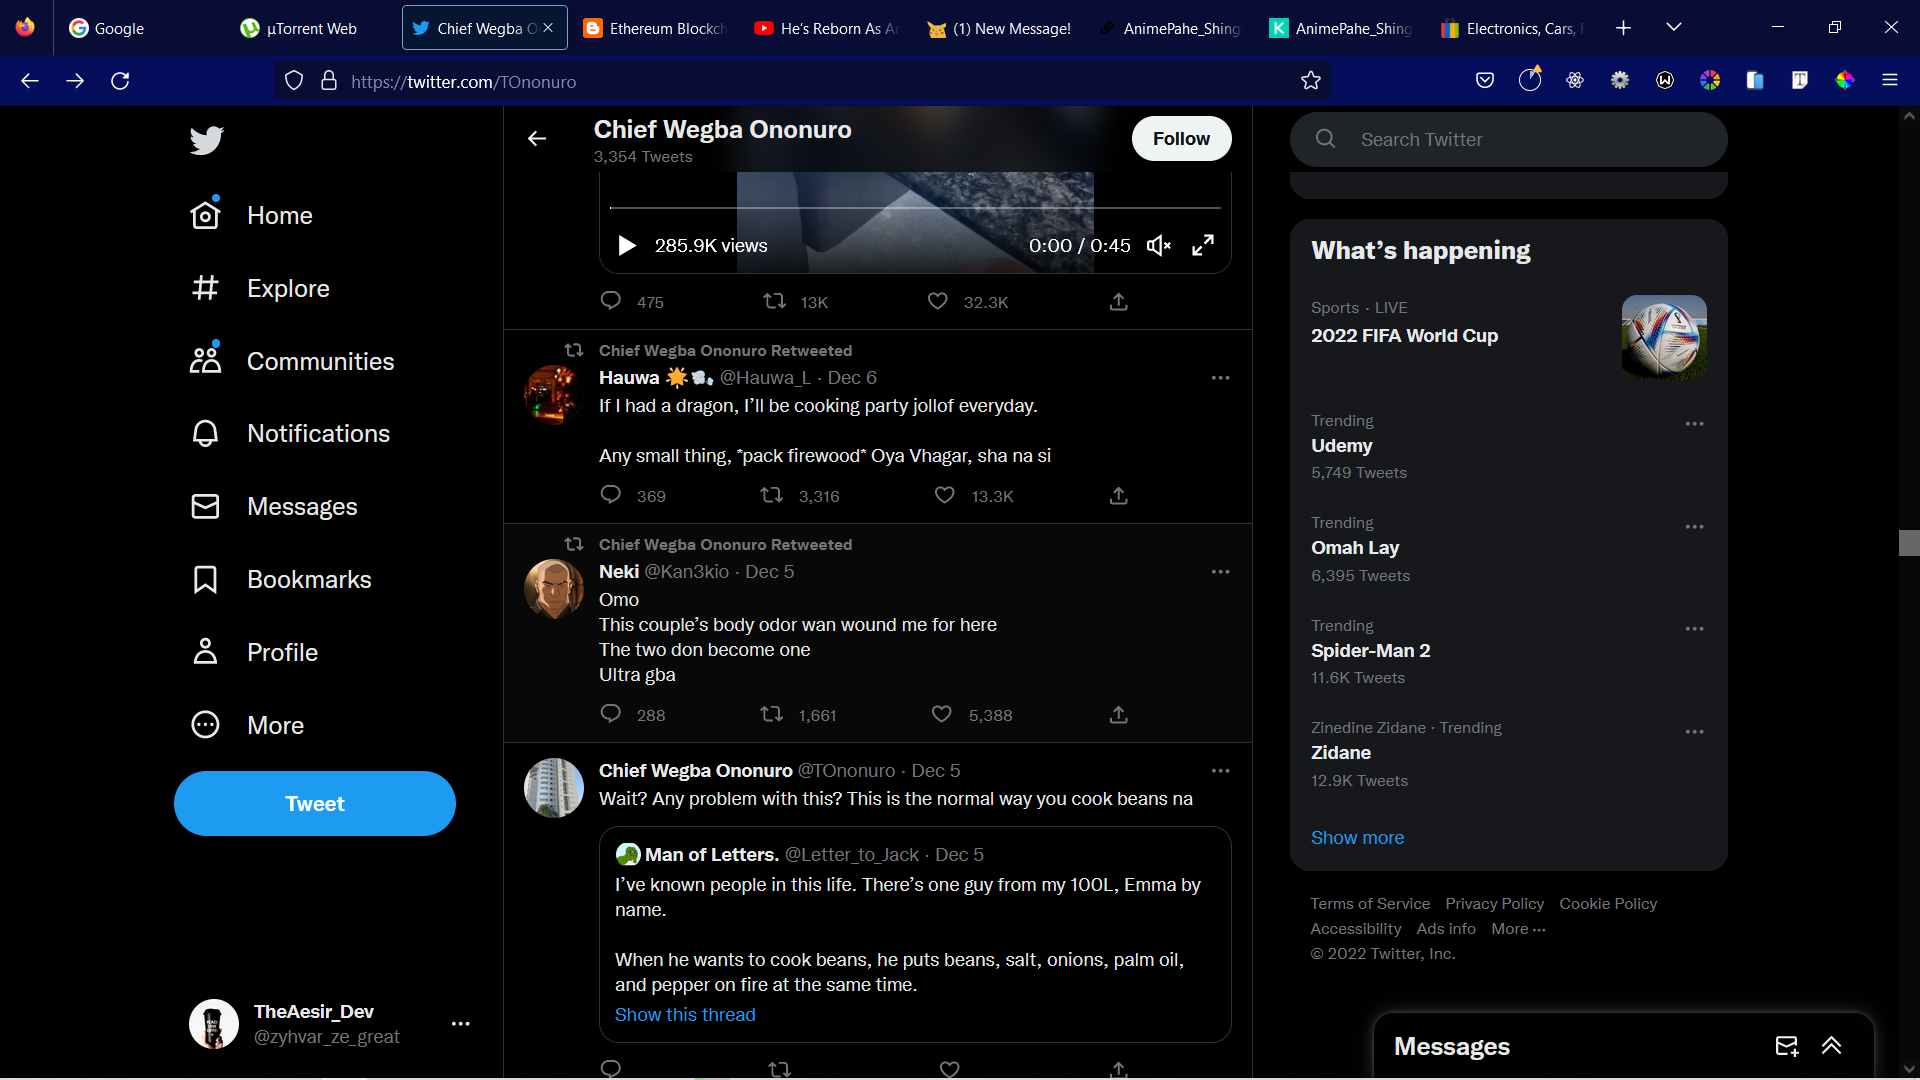 Google
µTorrent Web
Chief Wegba O
Ethereum Blockch
He's Reborn As A
(1) New Message!
AnimePahe_Shing
AnimePahe_Shing
Electronics, Cars, F
https://twitter.com/TOnonuro
Home
Explore
Communities
Notifications
Messages
Bookmarks
Profile
More
Tweet
TheAesir_Dev
@zyhvar_ze_great
Chief Wegba Ononuro
3,354 Tweets
Follow
285.9K views
0:00 / 0:45
475
13K
32.3K
Chief Wegba Ononuro Retweeted
Hauwa @Hauwa_L · Dec 6
If I had a dragon, I’ll be cooking party jollof everyday.
Any small thing, *pack firewood* Oya Vhagar, sha na si
369
3,316
13.3K
Chief Wegba Ononuro Retweeted
Neki @Kan3kio · Dec 5
Omo
This couple’s body odor wan wound me for here
The two don become one
Ultra gba
288
1,661
5,388
Chief Wegba Ononuro @TOnonuro · Dec 5
Wait? Any problem with this? This is the normal way you cook beans na
Man of Letters. @Letter_to_Jack · Dec 5
I’ve known people in this life. There’s one guy from my 100L, Emma by
name.
When he wants to cook beans, he puts beans, salt, onions, palm oil,
and pepper on fire at the same time.
Show this thread
Search Twitter
What’s happening
Sports · LIVE
2022 FIFA World Cup
Trending
Udemy
5,749 Tweets
Trending
Omah Lay
6,395 Tweets
Trending
Spider-Man 2
11.6K Tweets
Zinedine Zidane · Trending
Zidane
12.9K Tweets
Show more
Terms of Service Privacy Policy Cookie Policy
Accessibility Ads info More ···
© 2022 Twitter, Inc.
Messages